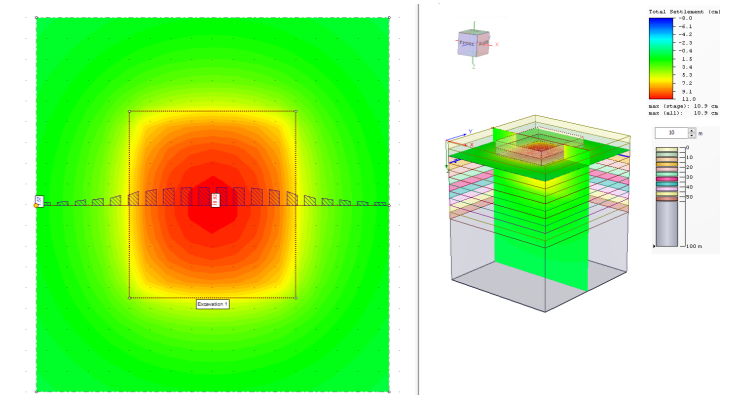 Total Settlement (cm)
-8.0
-6.1
-4.2
-2.3
-0.4
1.5
3.4
5.3
7.2
9.1
11.0
max (stage): 10.9 cm
max (all): 10.9 cm
10 m
0
10
20
30
40
50
100 m
X
Z
Y
X
Excavation 1